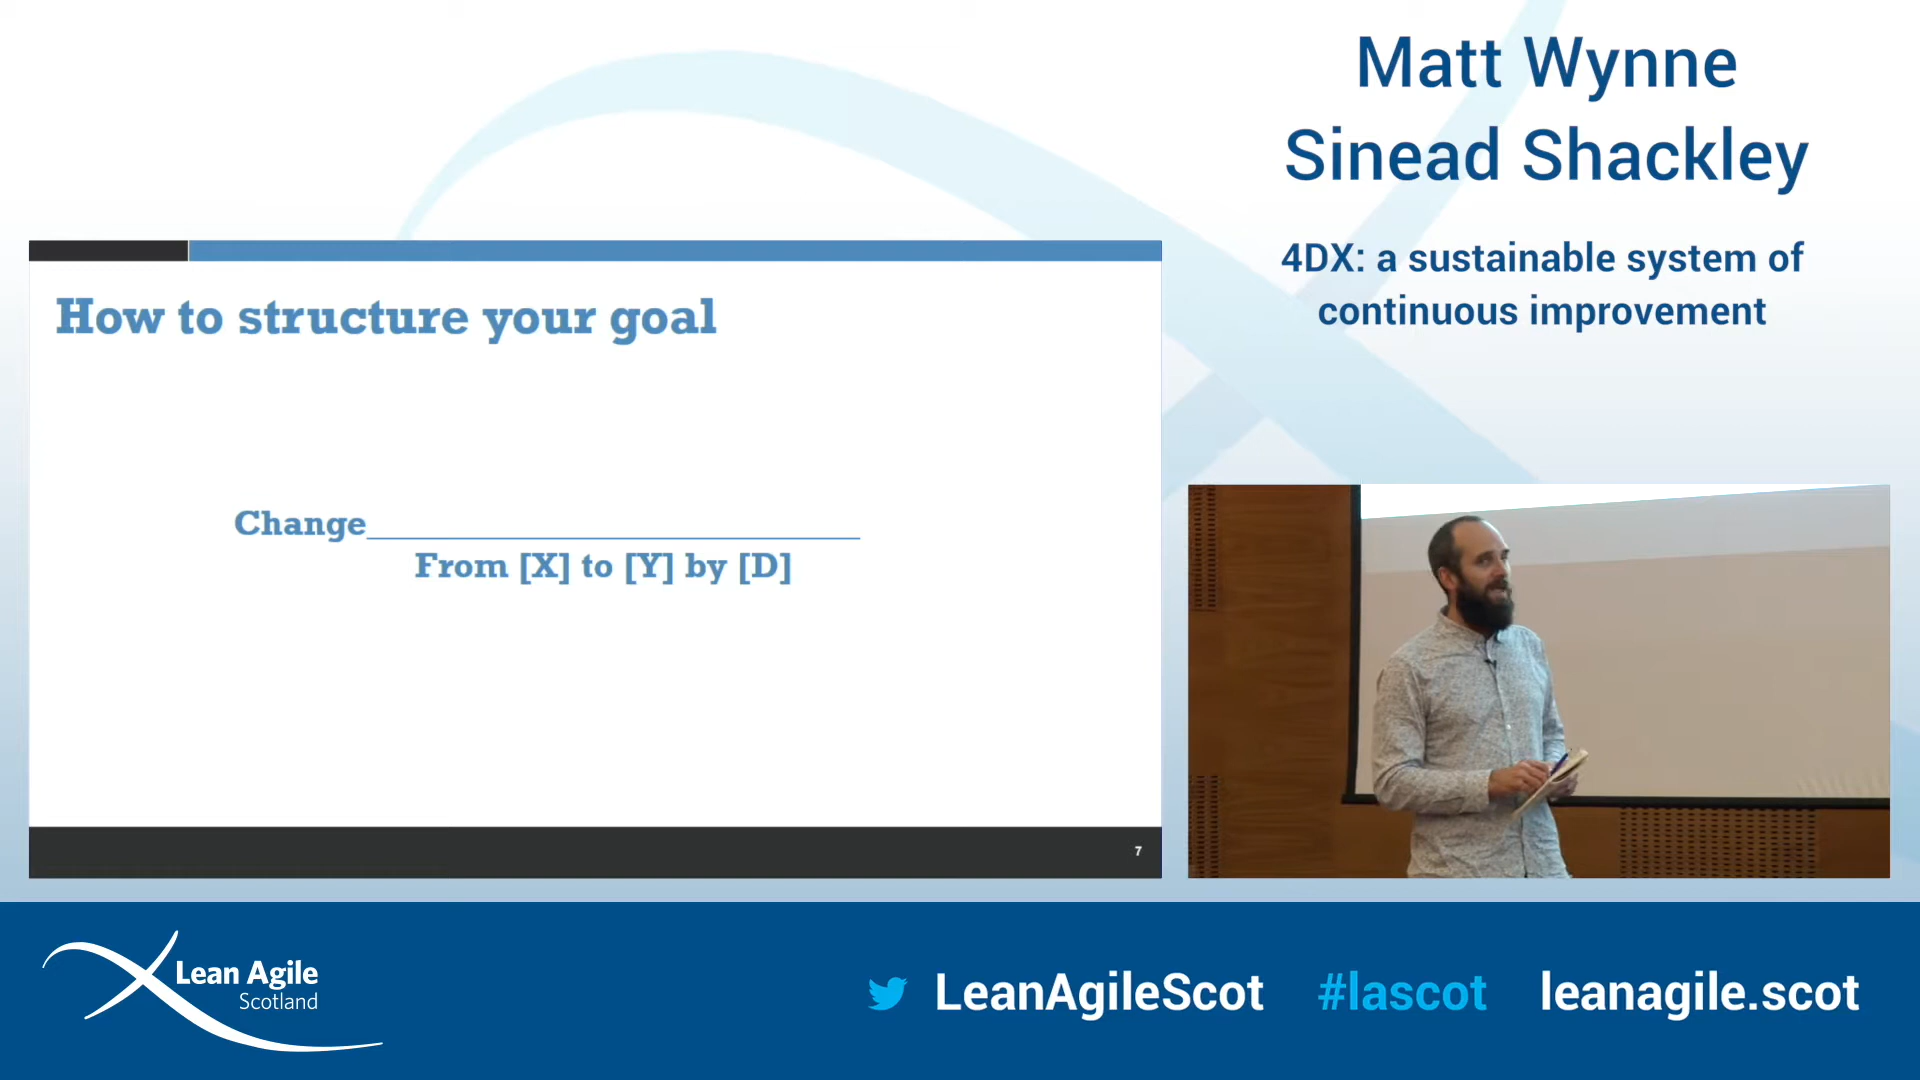 Matt Wynne
Sinead Shackley
4DX: a sustainable system of
continuous improvement
How to structure your goal
Change______________________________
From [X] to [Y] by [D]
7
Lean Agile
Scotland
LeanAgileScot #lascot leanagile.scot